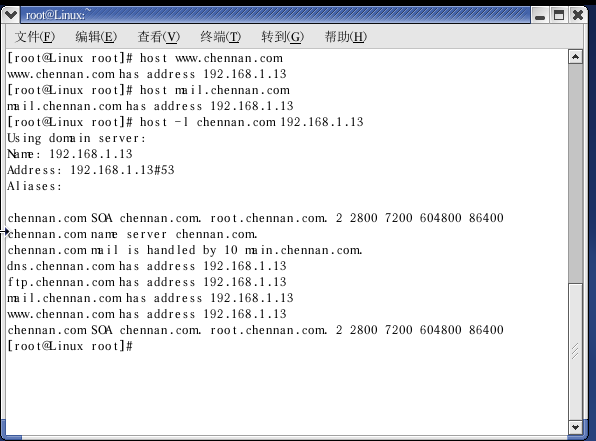 root@Linux:~
文件(F) 编辑(E) 查看(V) 终端(T) 转到(G) 帮助(H)
[root@Linux root]# host www.chennan.com
www.chennan.com has address 192.168.1.13
[root@Linux root]# host mail.chennan.com
mail.chennan.com has address 192.168.1.13
[root@Linux root]# host -l chennan.com 192.168.1.13
Using domain server:
Name: 192.168.1.13
Address: 192.168.1.13#53
Aliases:
chennan.com SOA chennan.com. root.chennan.com. 2 2800 7200 604800 86400
chennan.com name server chennan.com.
chennan.com mail is handled by 10 main.chennan.com.
dns.chennan.com has address 192.168.1.13
ftp.chennan.com has address 192.168.1.13
mail.chennan.com has address 192.168.1.13
www.chennan.com has address 192.168.1.13
chennan.com SOA chennan.com. root.chennan.com. 2 2800 7200 604800 86400
[root@Linux root]#